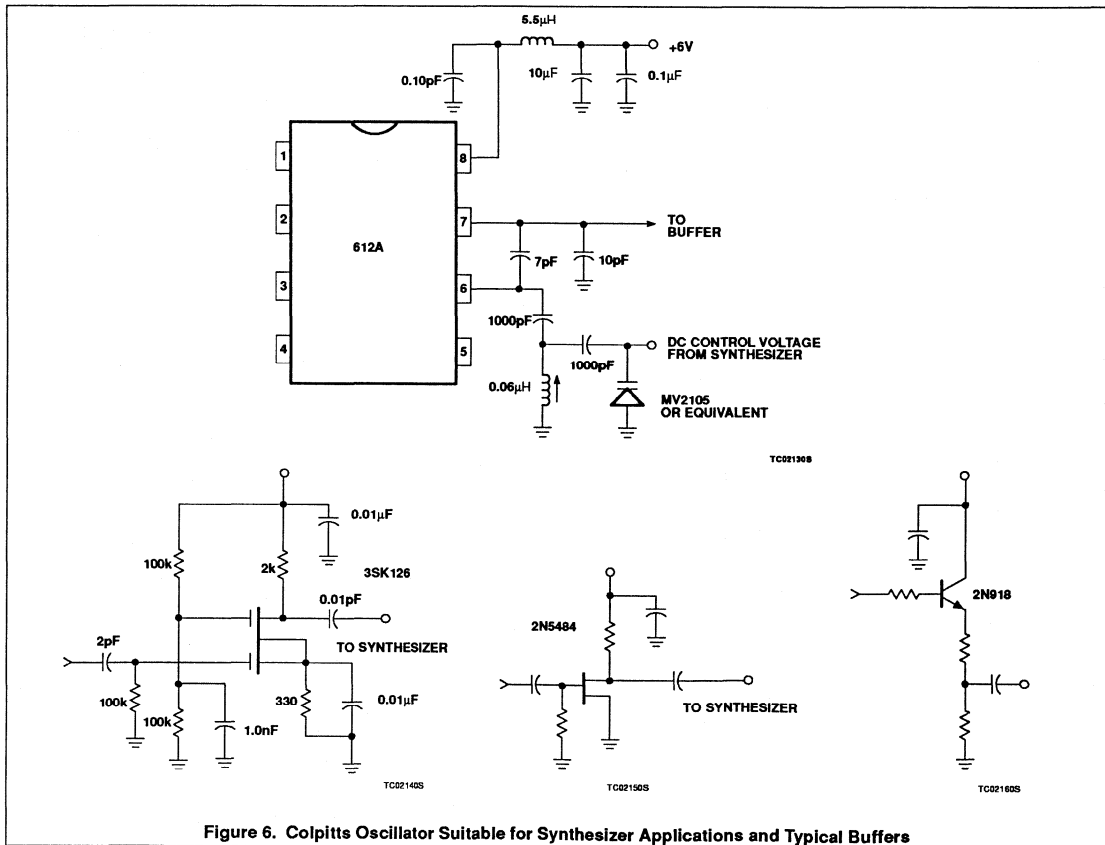 5.5µH
+6V
0.10pF
10µF
0.1µF
1
8
2
7
TO
BUFFER
612A
7pF
10pF
3
6
1000pF
4
5
DC CONTROL VOLTAGE
FROM SYNTHESIZER
1000pF
0.06µH
MV2105
OR EQUIVALENT
TC02130S
0.01µF
100k
2k
3SK126
0.01pF
TO SYNTHESIZER
2pF
100k
100k
1.0nF
330
0.01µF
TC02140S
2N5484
TO SYNTHESIZER
TC02150S
2N918
TC02160S
Figure 6. Colpitts Oscillator Suitable for Synthesizer Applications and Typical Buffers